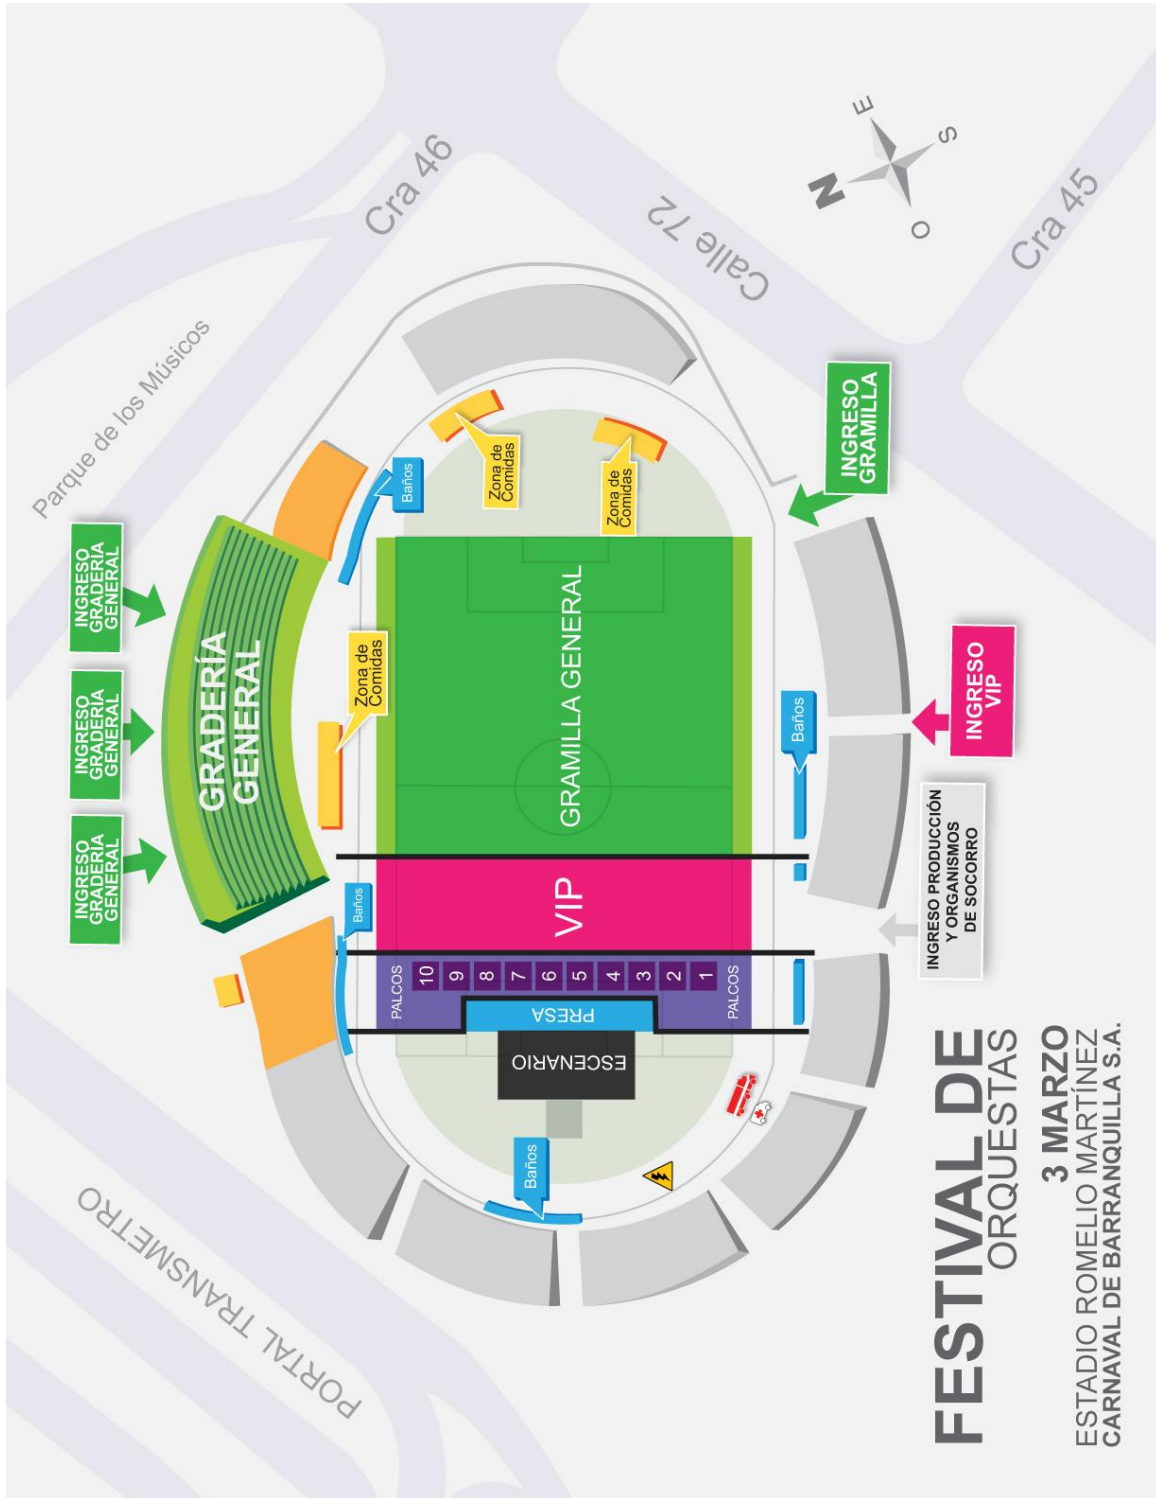 FESTIVAL DE
ORQUESTAS
3 MARZO
ESTADIO ROMELIO MARTÍNEZ
CARNAVAL DE BARRANQUILLA S.A.
PORTAL TRANSMETRO
Parque de los Músicos
Cra 46
Calle 72
Cra 45
N
E
S
O
INGRESO
GRADERÍA
GENERAL
INGRESO
GRADERÍA
GENERAL
INGRESO
GRADERÍA
GENERAL
GRADERÍA
GENERAL
Baños
Zona de
Comidas
Baños
Zona de
Comidas
Zona de
Comidas
PALCOS
10
9
8
7
6
5
4
3
2
1
PALCOS
PRESA
ESCENARIO
VIP
GRAMILLA GENERAL
Baños
Baños
INGRESO PRODUCCIÓN
Y ORGANISMOS
DE SOCORRO
INGRESO
VIP
INGRESO
GRAMILLA